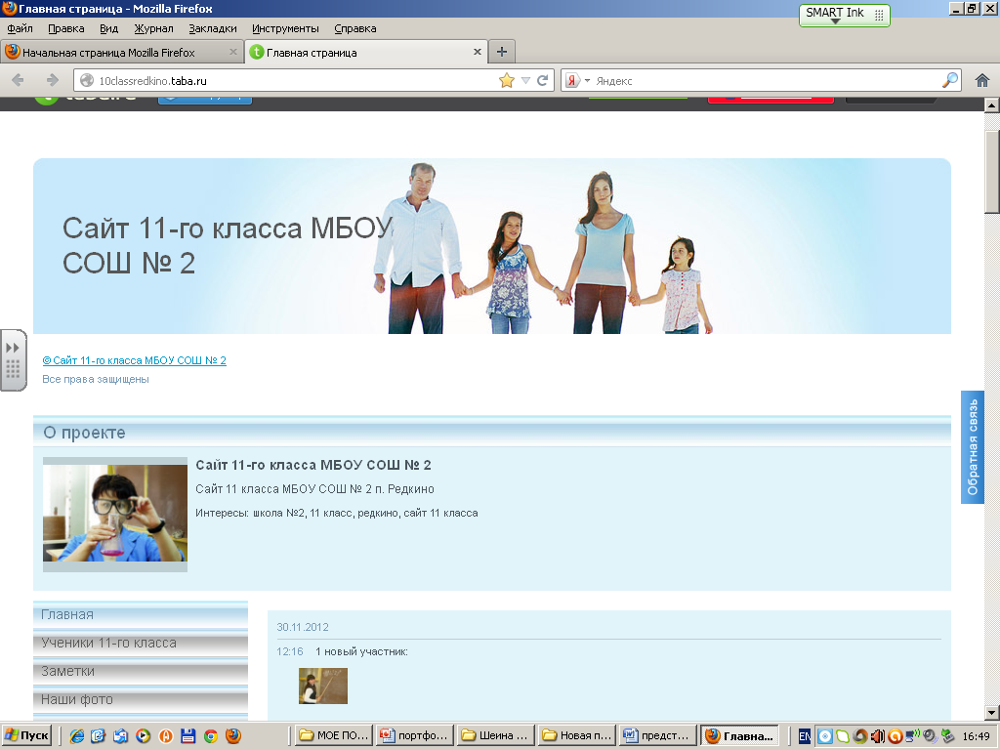 Главная страница - Mozilla Firefox
SMART Ink
Файл Правка Вид Журнал Закладки Инструменты Справка
Начальная страница Mozilla Firefox
Главная страница
10classredkino.taba.ru
Яндекс
Сайт 11-го класса МБОУ
СОШ № 2
© Сайт 11-го класса МБОУ СОШ № 2
Все права защищены
Обратная связь
О проекте
Сайт 11-го класса МБОУ СОШ № 2
Сайт 11 класса МБОУ СОШ № 2 п. Редкино
Интересы: школа №2, 11 класс, редкино, сайт 11 класса
Главная
Ученики 11-го класса
Заметки
Наши фото
30.11.2012
12:16 1 новый участник:
Пуск
МОЕ ПО...
портфо...
Шеина ...
Новая п...
предст...
Главна...
EN
16:49